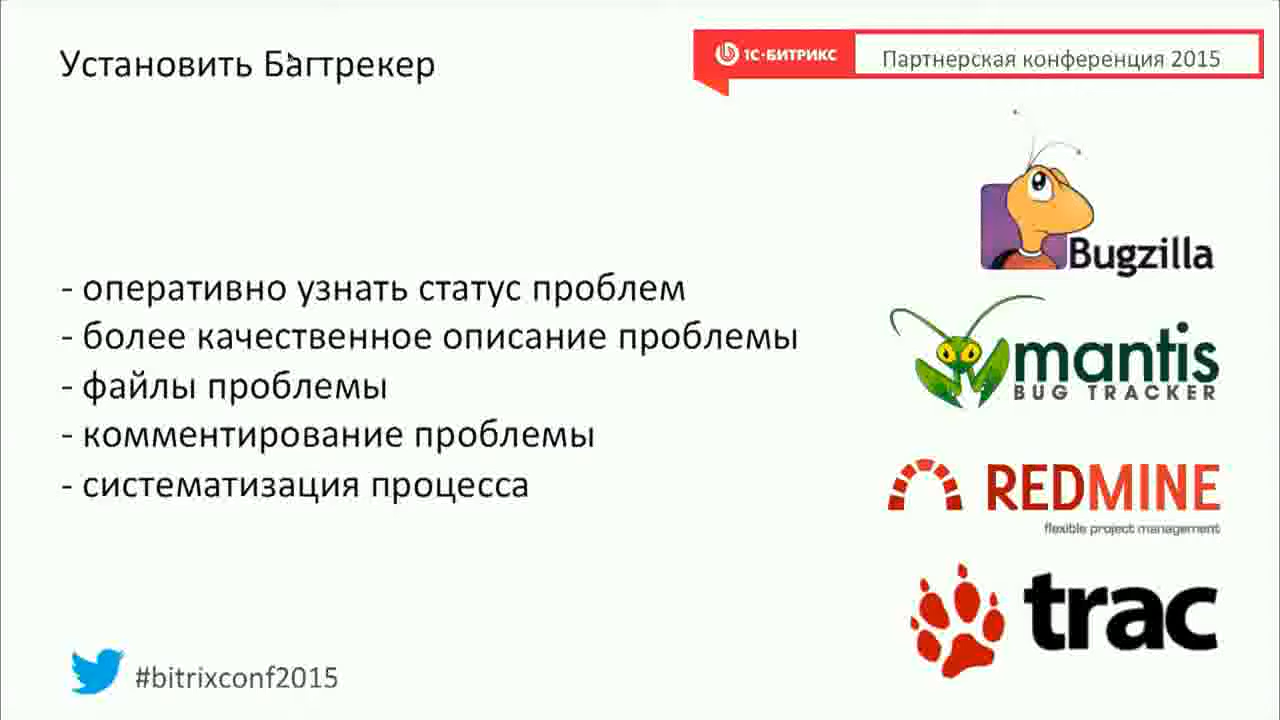 Установить Багтрекер
1С-БИТРИКС
Партнерская конференция 2015
- оперативно узнать статус проблем
- более качественное описание проблемы
- файлы проблемы
- комментирование проблемы
- систематизация процесса
Bugzilla
mantis
BUG TRACKER
REDMINE
flexible project management
trac
#bitrixconf2015